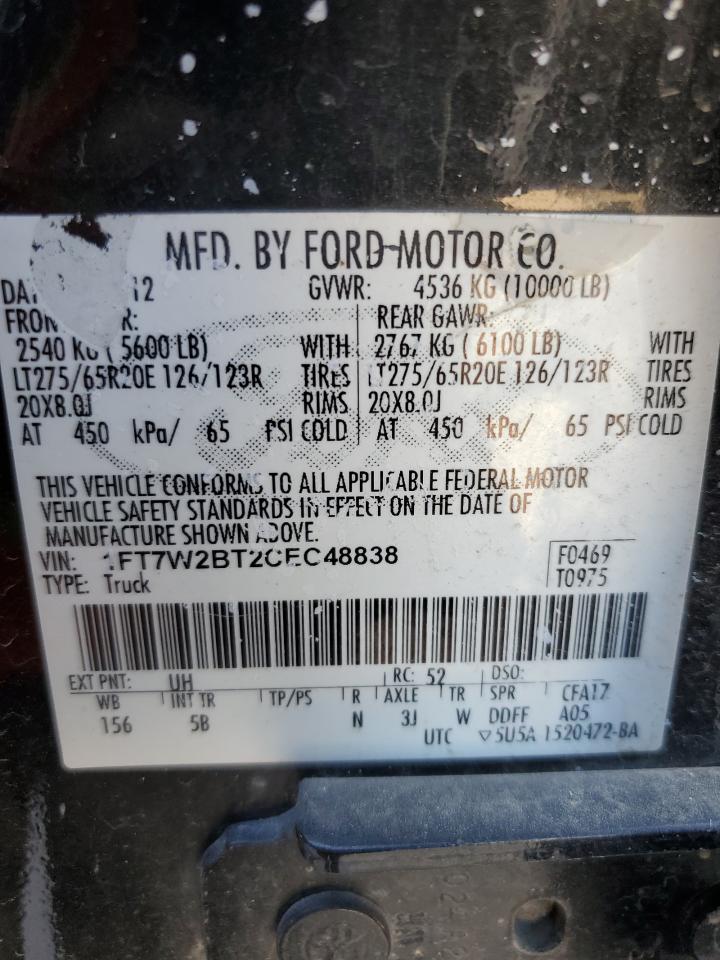 MFD. BY FORD MOTOR CO.
12 GVWR: 4536 KG (10000 LB)
REAR GAWR:
2540 KG ( 5600 LB) WITH 2767 KG ( 6100 LB) WITH
LT275/65R20E 126/123R TIRES LT275/65R20E 126/123R TIRES
20X8.0J RIMS 20X8.0J RIMS
AT 450 kPa/ 65 PSI COLD AT 450 kPa/ 65 PSI COLD
THIS VEHICLE CONFORMS TO ALL APPLICABLE FEDERAL MOTOR
VEHICLE SAFETY STANDARDS IN EFFECT ON THE DATE OF
MANUFACTURE SHOWN ABOVE.
VIN: 1FT7W2BT2CEC48838 F0469
TYPE: Truck T0975
EXT PNT: UH RC: 52 DSO:
WB INT TR TP/PS R AXLE TR SPR CFA17
156 5B N 3J W DDFF A05
UTC ▽5U5A 1520472-BA